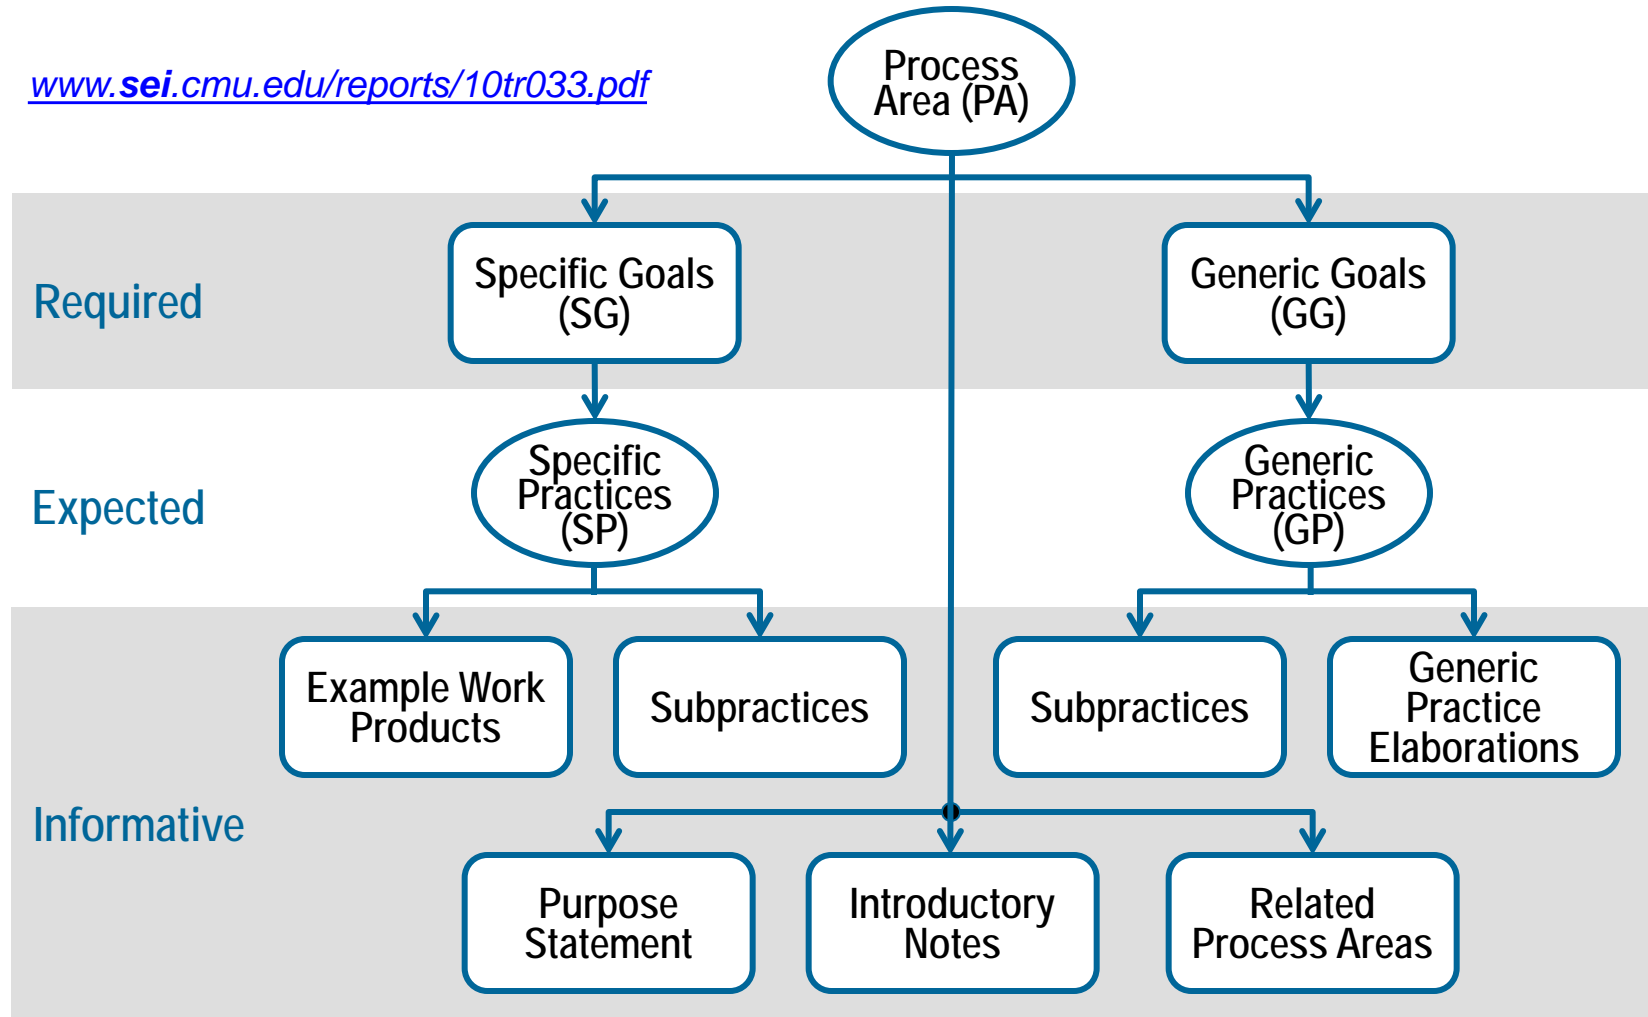 www.sei.cmu.edu/reports/10tr033.pdf
Process
Area (PA)
Required
Specific Goals
(SG)
Generic Goals
(GG)
Expected
Specific
Practices
(SP)
Generic
Practices
(GP)
Informative
Example Work
Products
Subpractices
Subpractices
Generic
Practice
Elaborations
Purpose
Statement
Introductory
Notes
Related
Process Areas